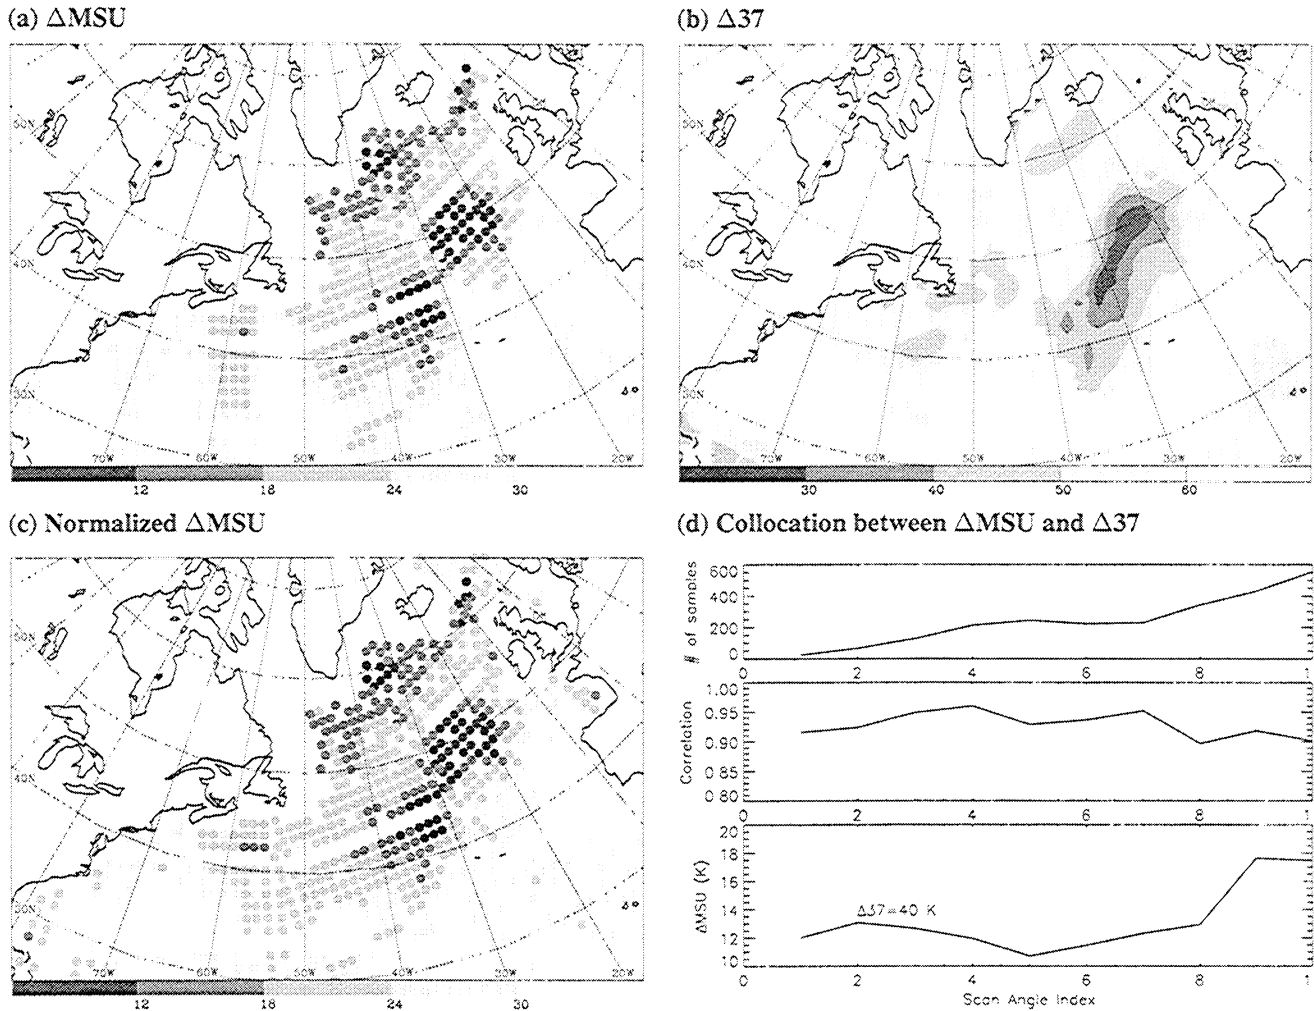 (a) ΔMSU
(b) Δ37
50N
40N
30N
70W
60W
50W
40W
30W
20W
12 18 24 30
50N
40N
30N
70W
60W
50W
40W
30W
20W
30 40 50 60
(c) Normalized ΔMSU
(d) Collocation between ΔMSU and Δ37
50N
40N
30N
70W
60W
50W
40W
30W
20W
12 18 24 30
# of samples
600
400
200
0
0 2 4 6 8 1
Correlation
1.00
0.95
0.90
0 85
0 80
0 2 4 6 8 1
ΔMSU (K)
20
18
16
14
12
10
Δ37=40 K
0 2 4 6 8 1
Scan Angle Index